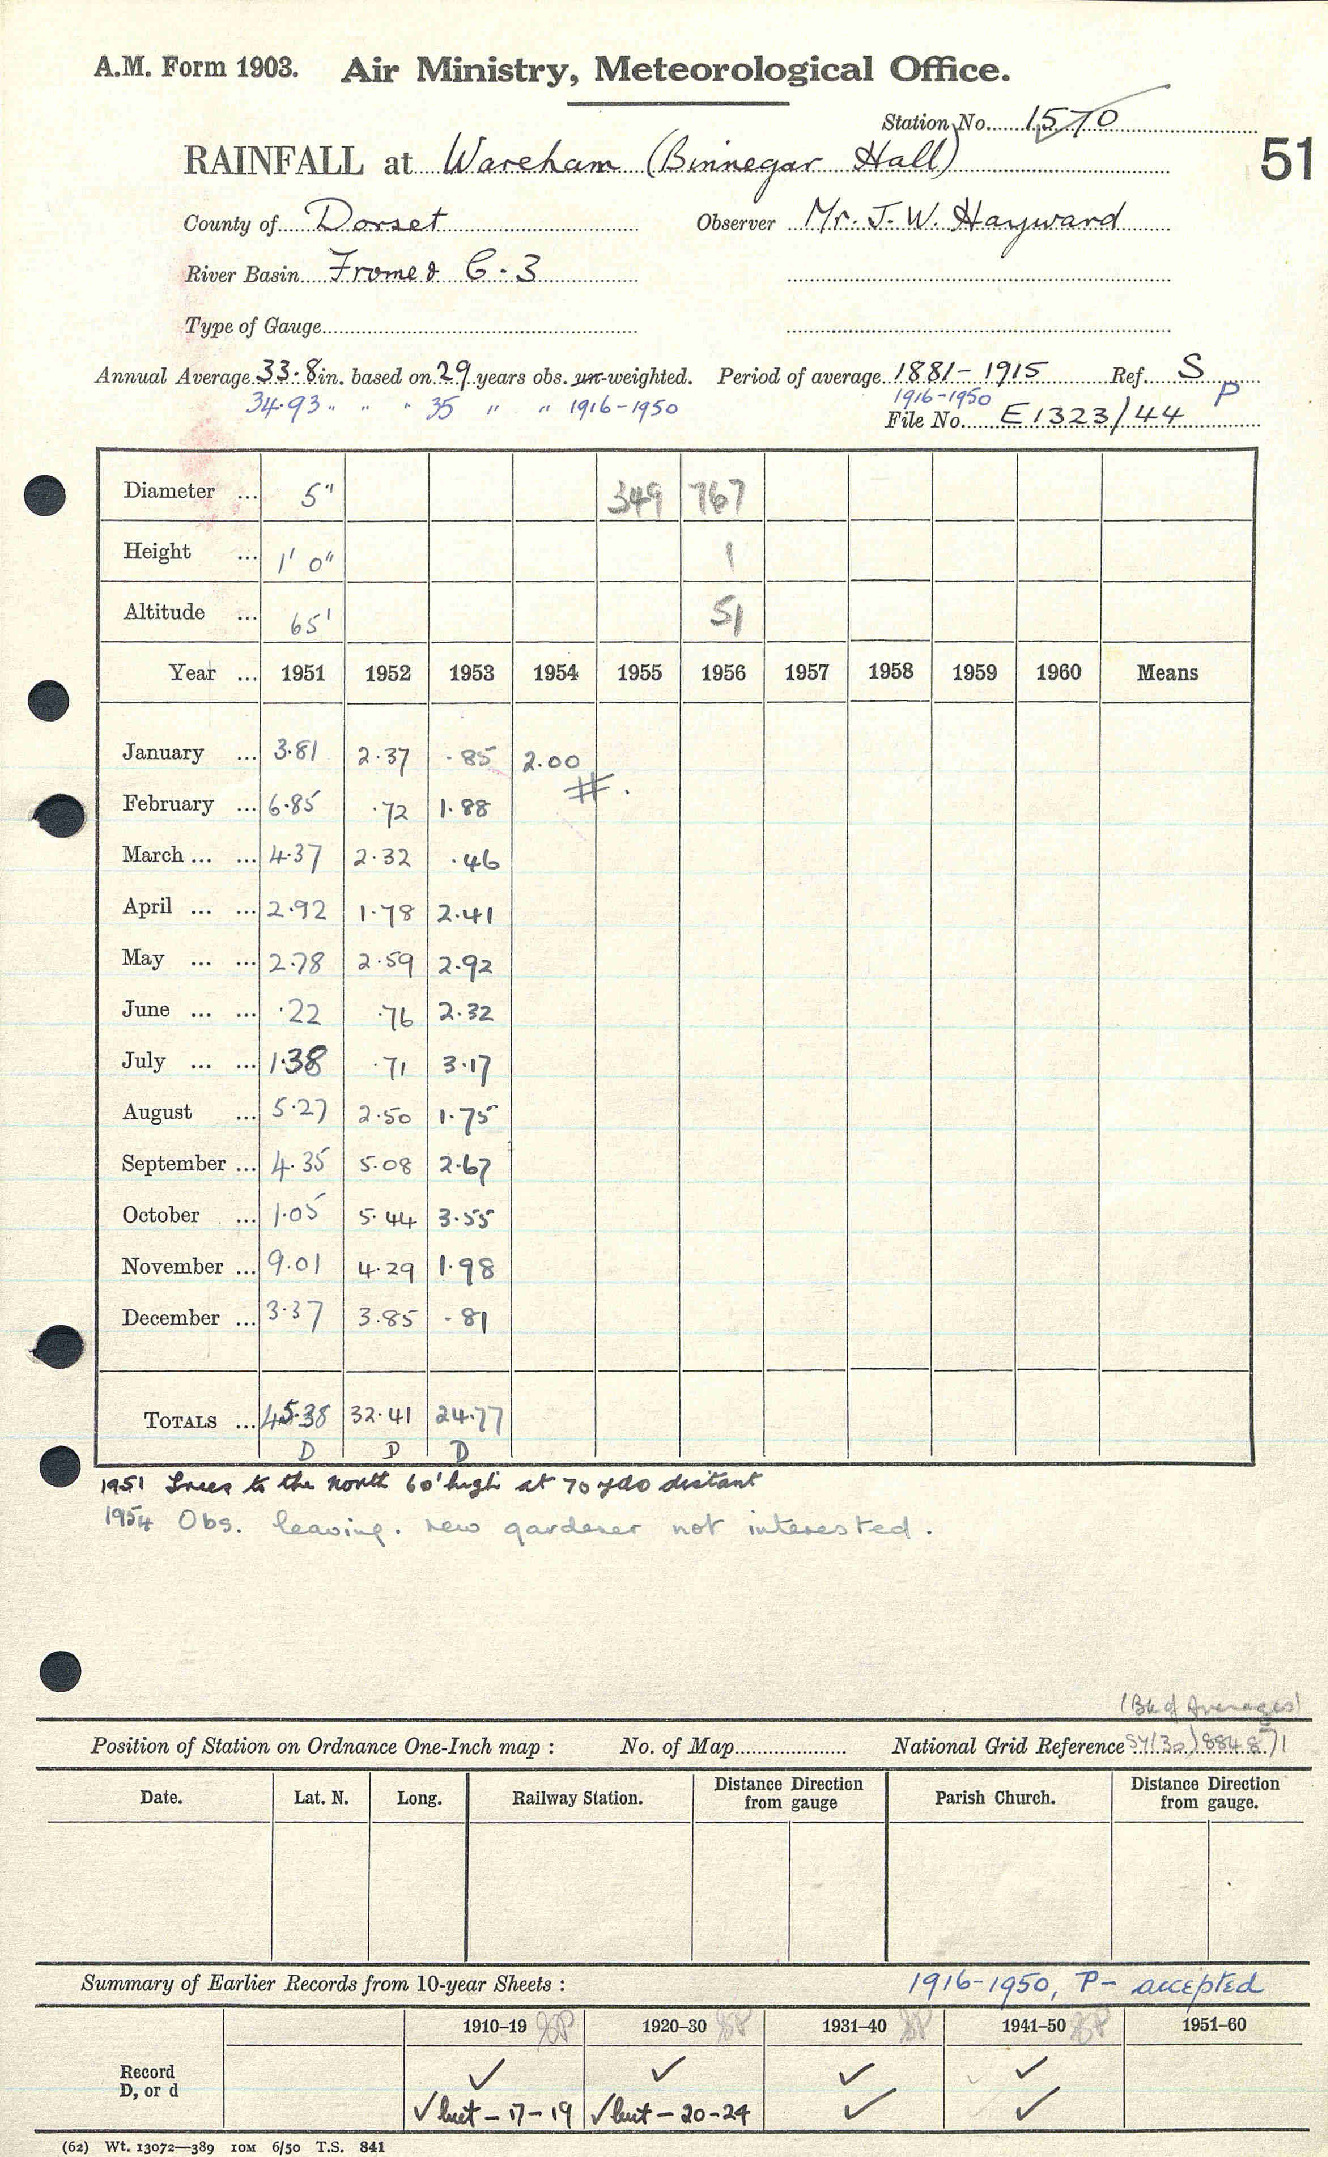 A.M. Form 1903. Air Ministry, Meteorological Office.
Station No. 1570
51
RAINFALL at Wareham (Binnegar Hall)
County of Dorset Observer Mr. J. W. Hayward
River Basin Frome & C.3
Type of Gauge
Annual Average 33.8 in. based on 29 years obs. un-weighted. Period of average 1881-1915 Ref. S
34.93 " " " 35 " " 1916-1950 1916-1950 P
File No. E1323/44
Diameter ... 5" 349 767
Height ... 1' 0" 1
Altitude ... 65' 51
Year ... 1951 1952 1953 1954 1955 1956 1957 1958 1959 1960 Means
January ... 3.81 2.37 .85 2.00
#.
February ... 6.85 .72 1.88
March ... ... 4.37 2.32 .46
April ... ... 2.92 1.78 2.41
May ... ... 2.78 2.59 2.92
June ... ... .22 .76 2.32
July ... ... 1.38 .71 3.17
August ... 5.27 2.50 1.75
September ... 4.35 5.08 2.67
October ... 1.05 5.44 3.55
November ... 9.01 4.29 1.98
December ... 3.37 3.85 .81
TOTALS ... 45.38 32.41 24.77
D D D
1951 Trees to the north 60' high at 70 yds distant
1954 Obs. leaving. New gardener not interested.
(Bk of Averages)
Position of Station on Ordnance One-Inch map : No. of Map National Grid Reference SY(30)884871
Date. Lat. N. Long. Railway Station. Distance Direction from gauge Parish Church. Distance Direction from gauge.
Summary of Earlier Records from 10-year Sheets : 1916-1950, P- accepted
1910-19 1920-30 1931-40 1941-50 1951-60
Record ✓ ✓ ✓ ✓
D, or d ✓ but -17-19 ✓ but -20-24 ✓ ✓
(62) Wt. 13072—389 10M 6/50 T.S. 841